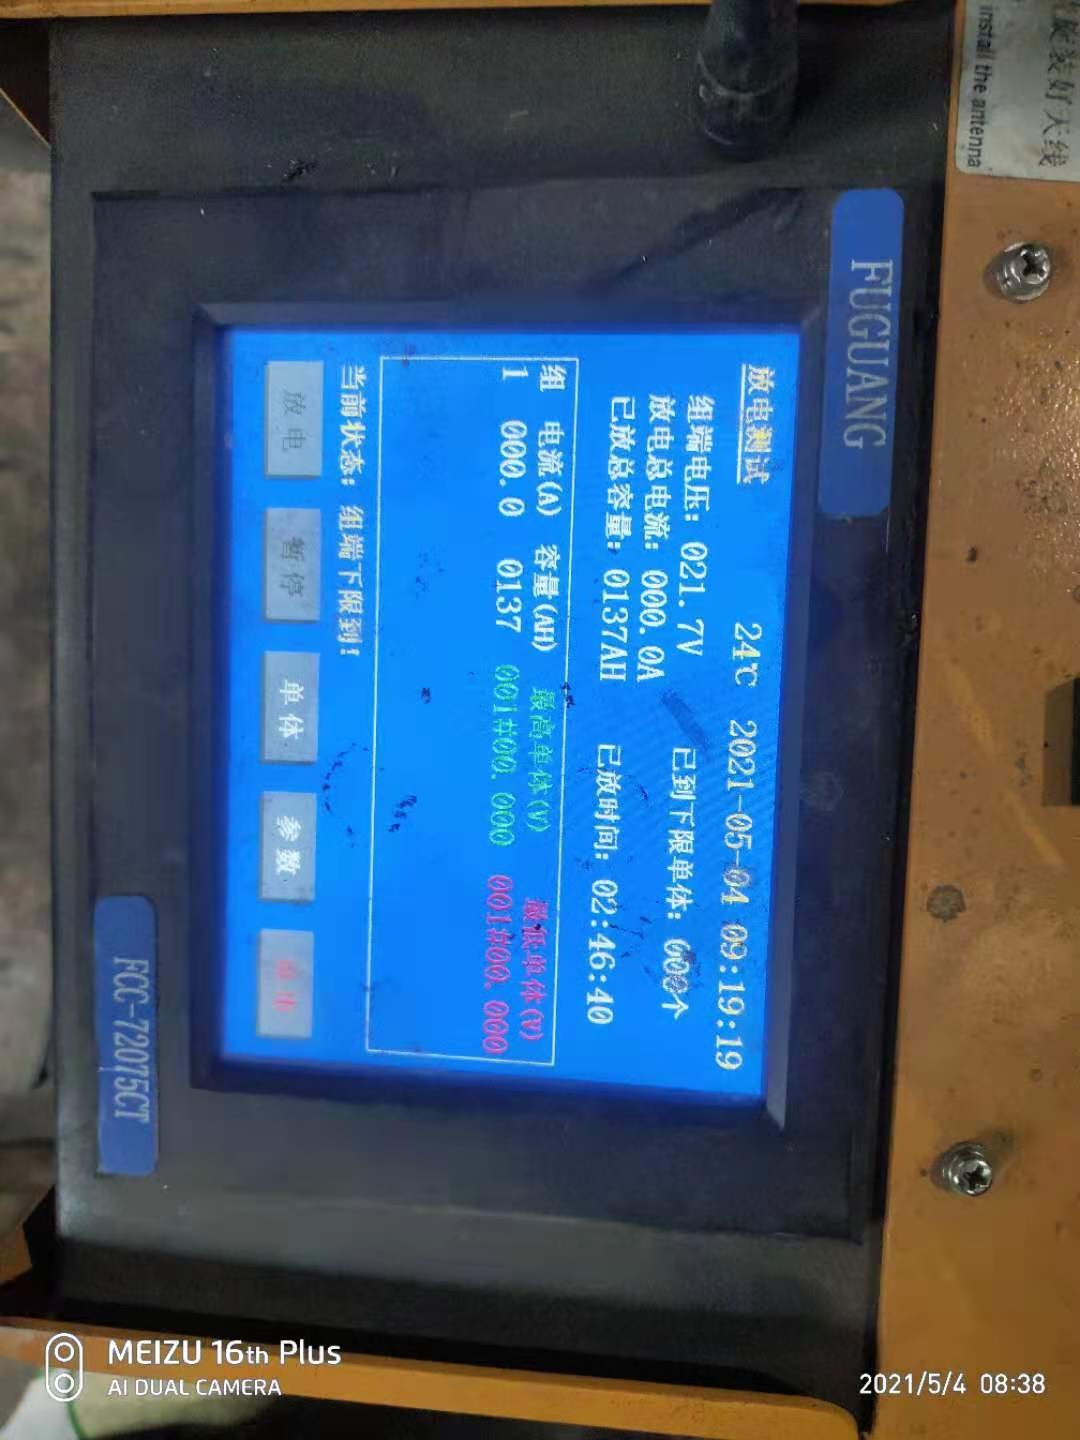 旋装好天线
install the antenna
FUGUANG
放电测试 24℃ 2021-05-04 09:19:19
组端电压: 021.7V 已到下限单体: 000个
放电总电流: 000.0A
已放总容量: 0137AH 已放时间: 02:46:40
组 电流(A) 容量(AH) 最高单体(V) 最低单体(V)
1 000.0 0137 001#00.000 001#00.000
当前状态: 组端下限到!
放电 暂停 单体 参数
FCC-72075CT
MEIZU 16th Plus
AI DUAL CAMERA
2021/5/4 08:38